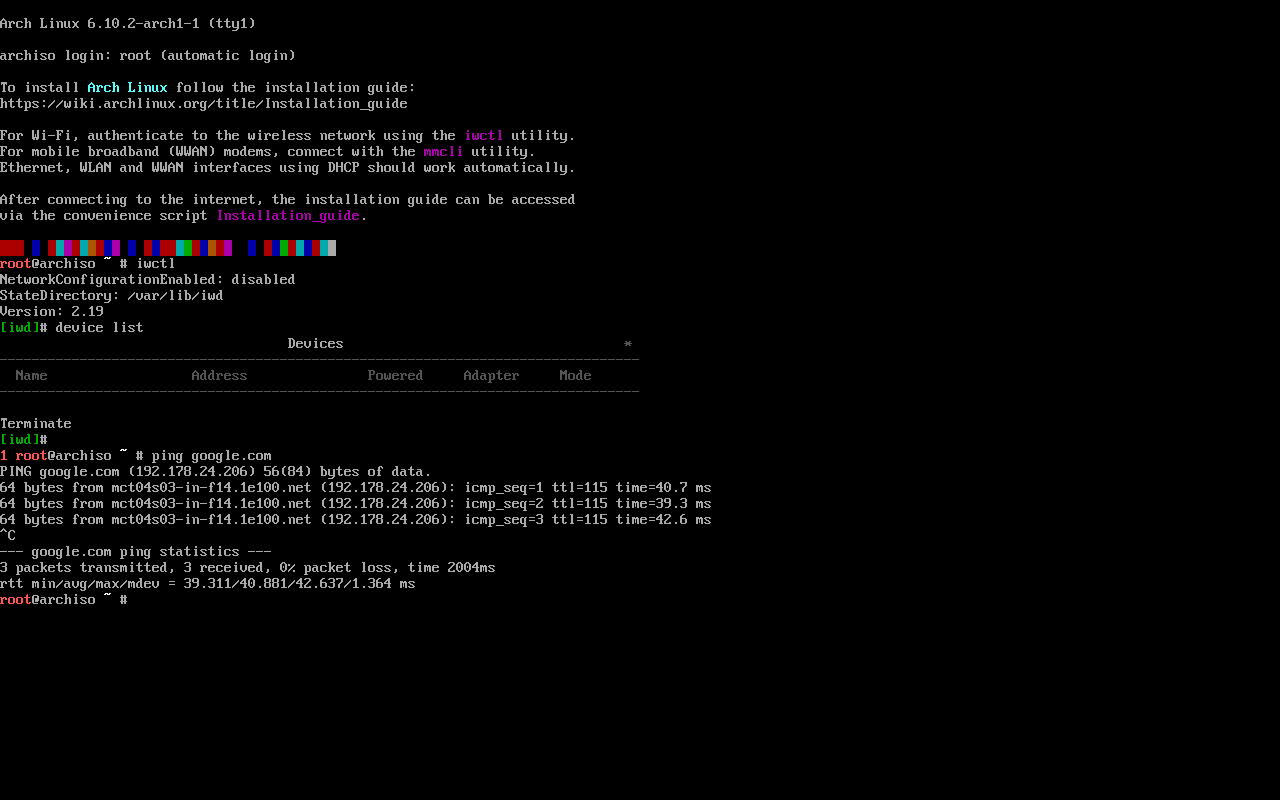 Arch Linux 6.10.2-arch1-1 (tty1)
archiso login: root (automatic login)
To install Arch Linux follow the installation guide:
https://wiki.archlinux.org/title/Installation_guide
For Wi-Fi, authenticate to the wireless network using the iwctl utility.
For mobile broadband (WWAN) modems, connect with the mmcli utility.
Ethernet, WLAN and WWAN interfaces using DHCP should work automatically.
After connecting to the internet, the installation guide can be accessed
via the convenience script Installation_guide.
root@archiso ~ # iwctl
NetworkConfigurationEnabled: disabled
StateDirectory: /var/lib/iwd
Version: 2.19
[iwd]# device list
Devices *
--------------------------------------------------------------------------------
Name Address Powered Adapter Mode
--------------------------------------------------------------------------------
Terminate
[iwd]#
1 root@archiso ~ # ping google.com
PING google.com (192.178.24.206) 56(84) bytes of data.
64 bytes from mct04s03-in-f14.1e100.net (192.178.24.206): icmp_seq=1 ttl=115 time=40.7 ms
64 bytes from mct04s03-in-f14.1e100.net (192.178.24.206): icmp_seq=2 ttl=115 time=39.3 ms
64 bytes from mct04s03-in-f14.1e100.net (192.178.24.206): icmp_seq=3 ttl=115 time=42.6 ms
^C
--- google.com ping statistics ---
3 packets transmitted, 3 received, 0% packet loss, time 2004ms
rtt min/avg/max/mdev = 39.311/40.881/42.637/1.364 ms
root@archiso ~ #